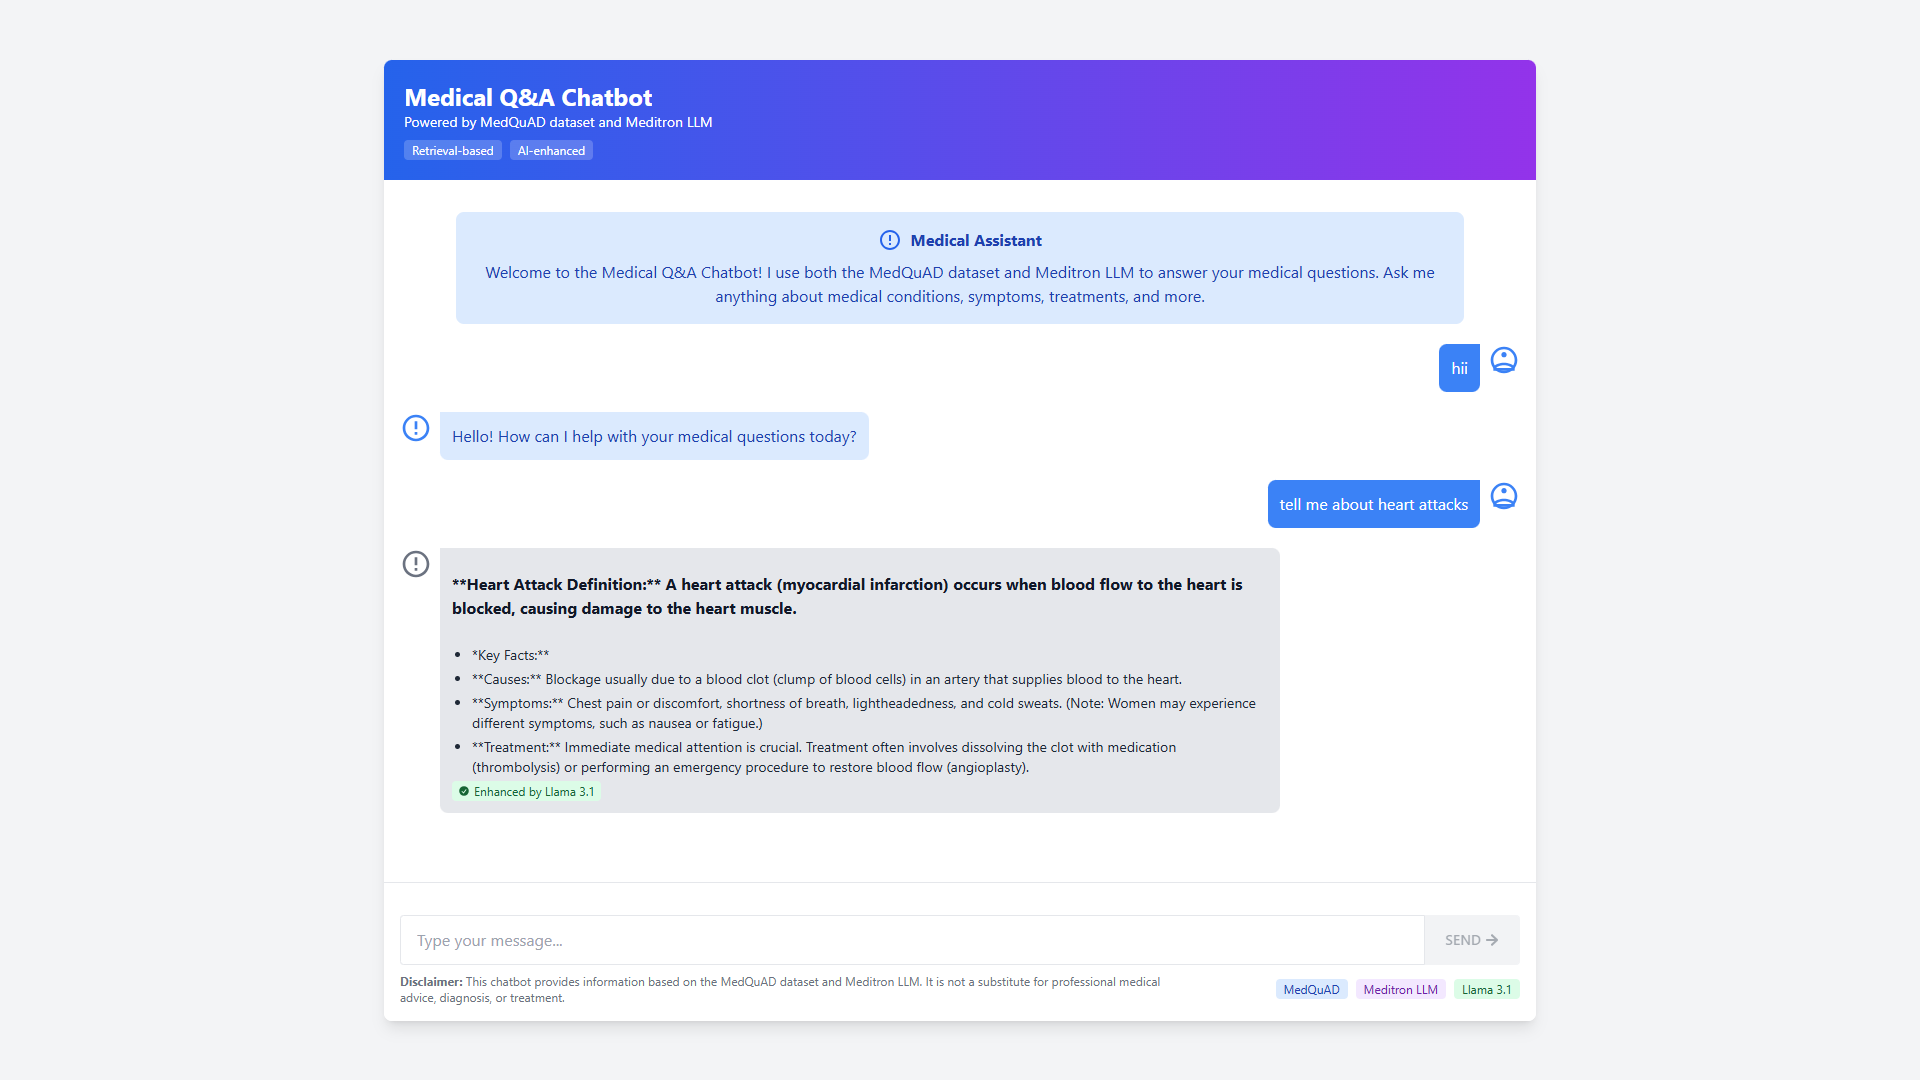 Medical Q&A Chatbot
Powered by MedQuAD dataset and Meditron LLM
Retrieval-based AI-enhanced
Medical Assistant
Welcome to the Medical Q&A Chatbot! I use both the MedQuAD dataset and Meditron LLM to answer your medical questions. Ask me
anything about medical conditions, symptoms, treatments, and more.
hii
Hello! How can I help with your medical questions today?
tell me about heart attacks
**Heart Attack Definition:** A heart attack (myocardial infarction) occurs when blood flow to the heart is
blocked, causing damage to the heart muscle.
• *Key Facts:**
• **Causes:** Blockage usually due to a blood clot (clump of blood cells) in an artery that supplies blood to the heart.
• **Symptoms:** Chest pain or discomfort, shortness of breath, lightheadedness, and cold sweats. (Note: Women may experience
different symptoms, such as nausea or fatigue.)
• **Treatment:** Immediate medical attention is crucial. Treatment often involves dissolving the clot with medication
(thrombolysis) or performing an emergency procedure to restore blood flow (angioplasty).
Enhanced by Llama 3.1
Type your message...
SEND →
Disclaimer: This chatbot provides information based on the MedQuAD dataset and Meditron LLM. It is not a substitute for professional medical
advice, diagnosis, or treatment.
MedQuAD Meditron LLM Llama 3.1